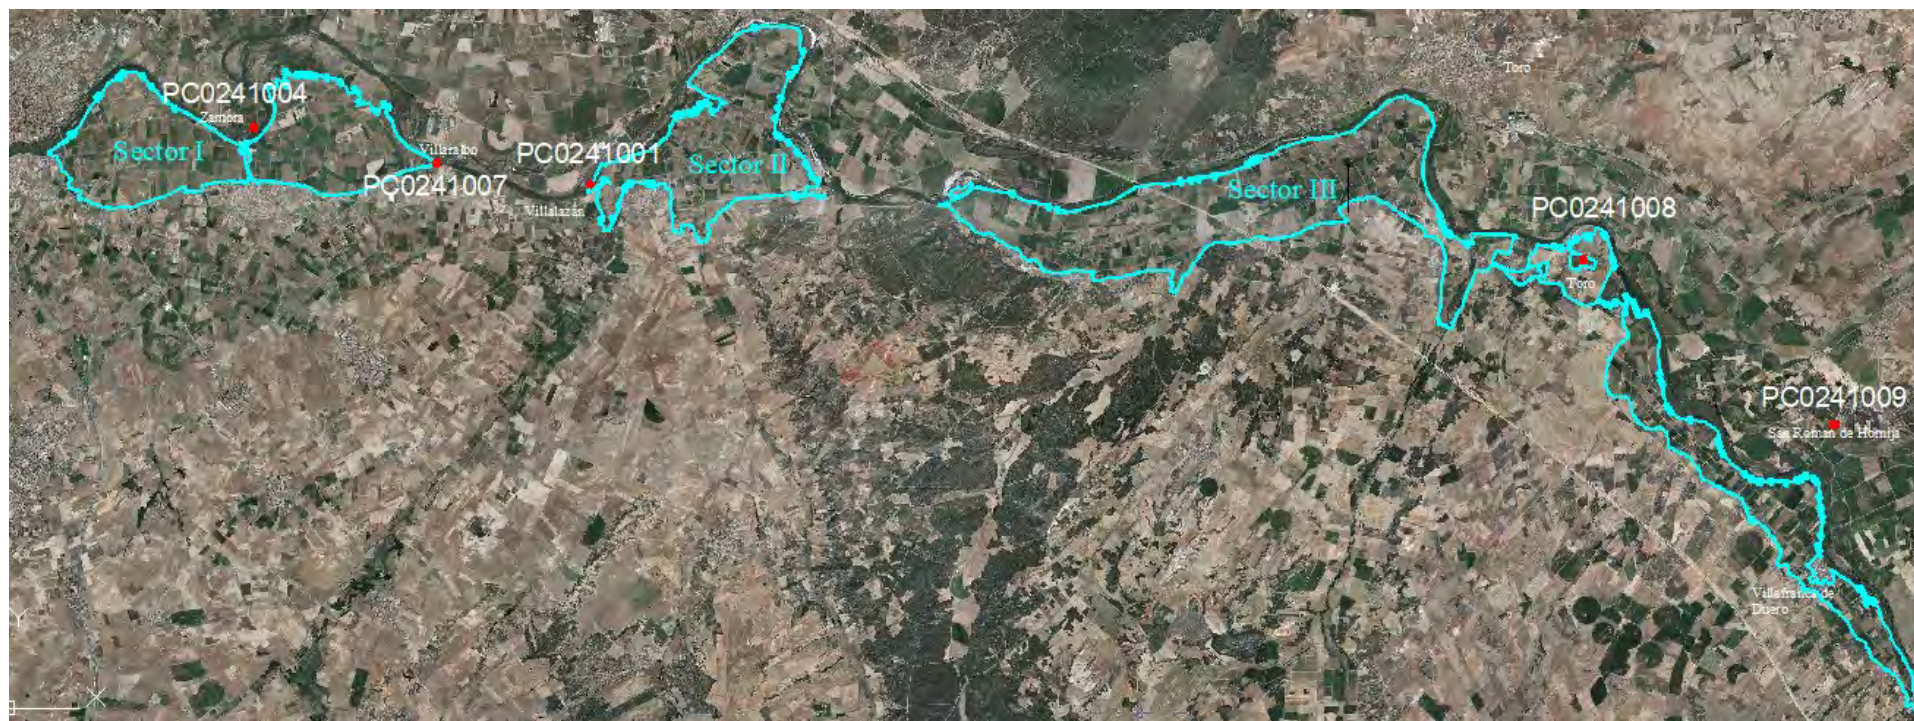 Toro
PC0241004
Zamora
Sector I
Villaralbo
PC0241007
PC0241001
Villalazán
Sector II
Sector III
PC0241008
Toro
PC0241009
San Román de Hornija
Villafranca de
Duero
Y
X